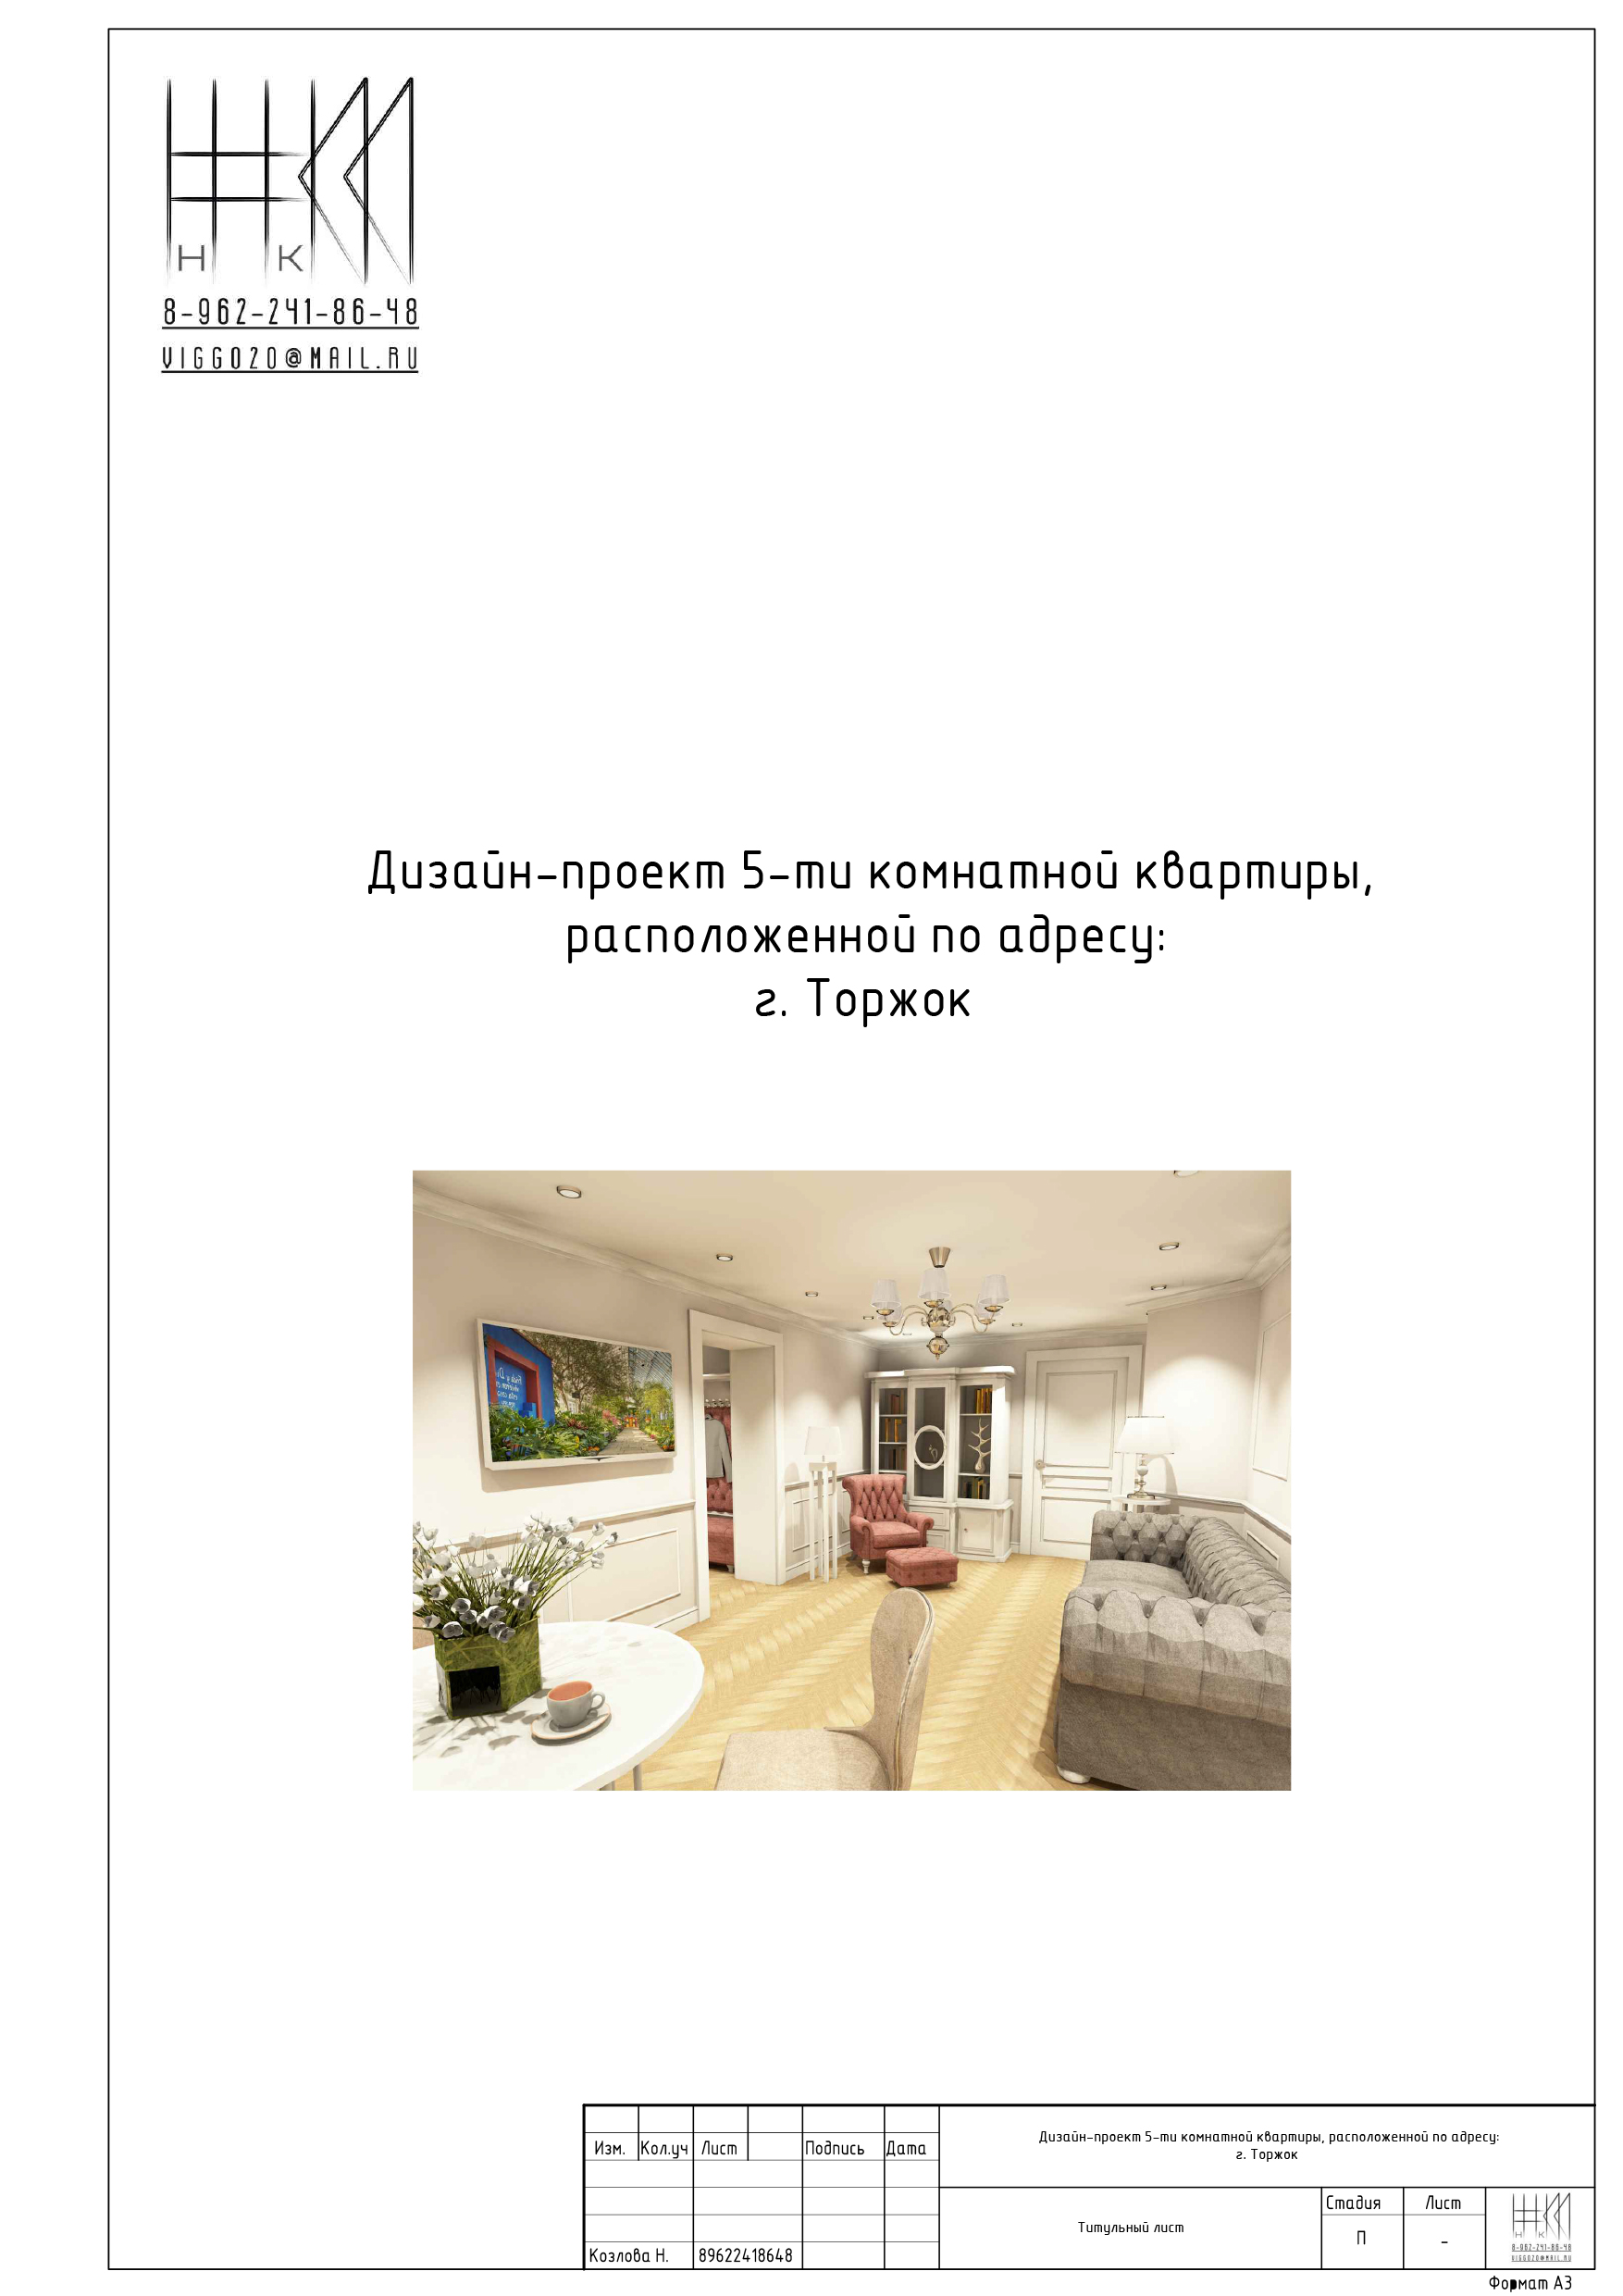 Н К
8-962-241-86-48
VIGGO20@MAIL.RU
Дизайн-проект 5-ти комнатной квартиры,
расположенной по адресу:
г. Торжок
Изм. Кол.уч Лист Подпись Дата
Козлова Н. 89622418648
Дизайн-проект 5-ти комнатной квартиры, расположенной по адресу:
г. Торжок
Титульный лист
Стадия Лист
П -
Н К
8-962-241-86-48
VIGGO20@MAIL.RU
Формат А3